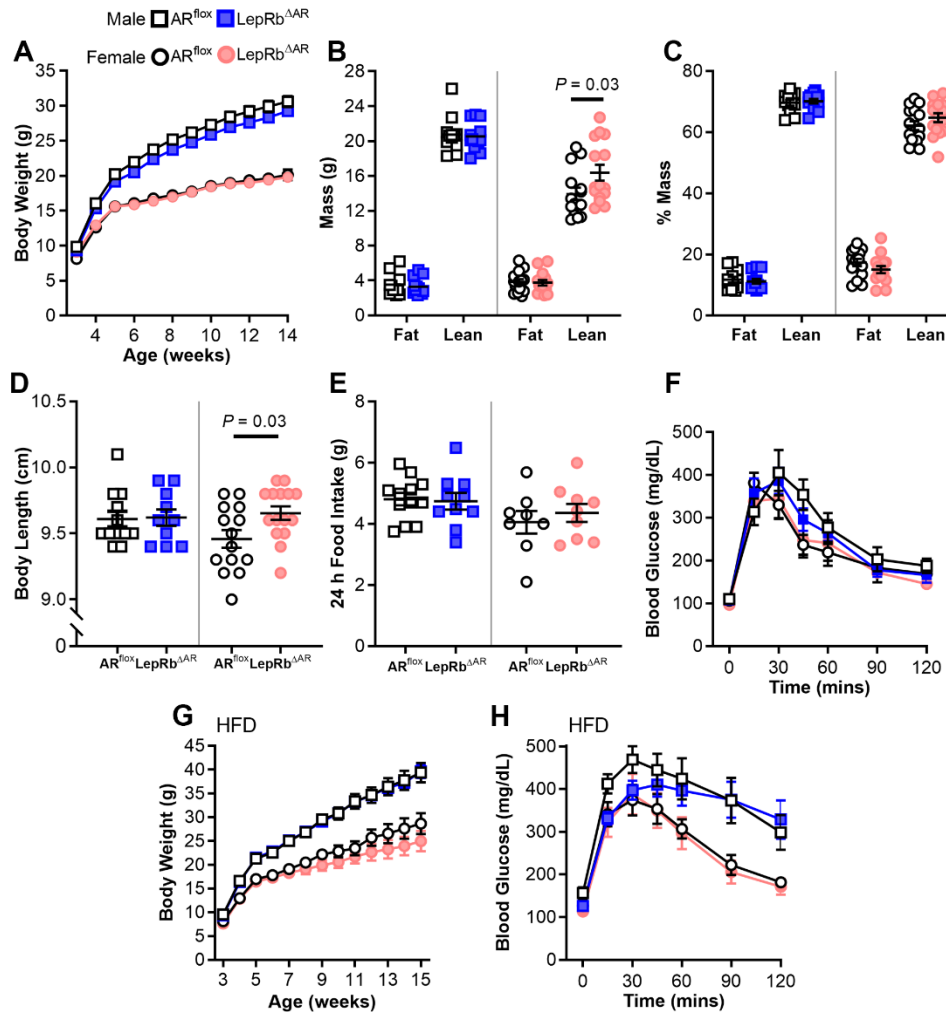 Male AR^flox LepRb^ΔAR
Female AR^flox LepRb^ΔAR
A
Body Weight (g)
35
30
25
20
15
10
5
0
4 6 8 10 12 14
Age (weeks)
B
Mass (g)
28
24
20
16
12
8
4
0
P = 0.03
Fat Lean Fat Lean
C
% Mass
80
60
40
20
0
Fat Lean Fat Lean
D
Body Length (cm)
10.5
10.0
9.5
9.0
0
P = 0.03
AR^flox LepRb^ΔAR AR^flox LepRb^ΔAR
E
24 h Food Intake (g)
8
6
4
2
0
AR^flox LepRb^ΔAR AR^flox LepRb^ΔAR
F
Blood Glucose (mg/dL)
400
300
200
100
0
0 30 60 90 120
Time (mins)
G HFD
Body Weight (g)
45
40
35
30
25
20
15
10
5
0
3 5 7 9 11 13 15
Age (weeks)
H HFD
Blood Glucose (mg/dL)
500
400
300
200
100
0
0 30 60 90 120
Time (mins)